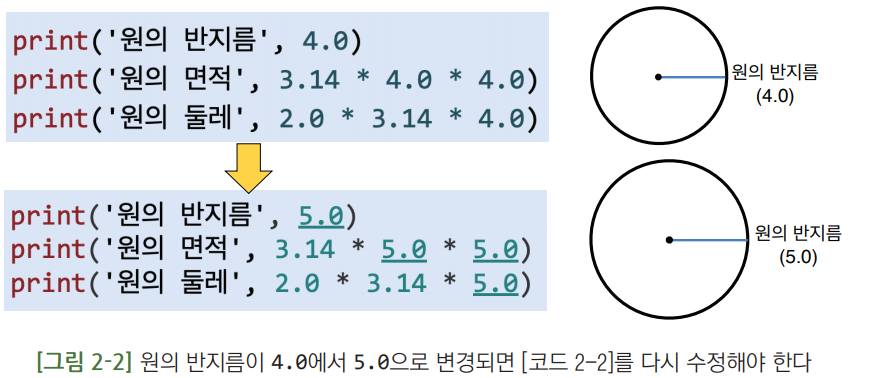 print('원의 반지름', 4.0)
print('원의 면적', 3.14 * 4.0 * 4.0)
print('원의 둘레', 2.0 * 3.14 * 4.0)
원의 반지름
(4.0)
print('원의 반지름', 5.0)
print('원의 면적', 3.14 * 5.0 * 5.0)
print('원의 둘레', 2.0 * 3.14 * 5.0)
원의 반지름
(5.0)
[그림 2-2] 원의 반지름이 4.0에서 5.0으로 변경되면 [코드 2-2]를 다시 수정해야 한다